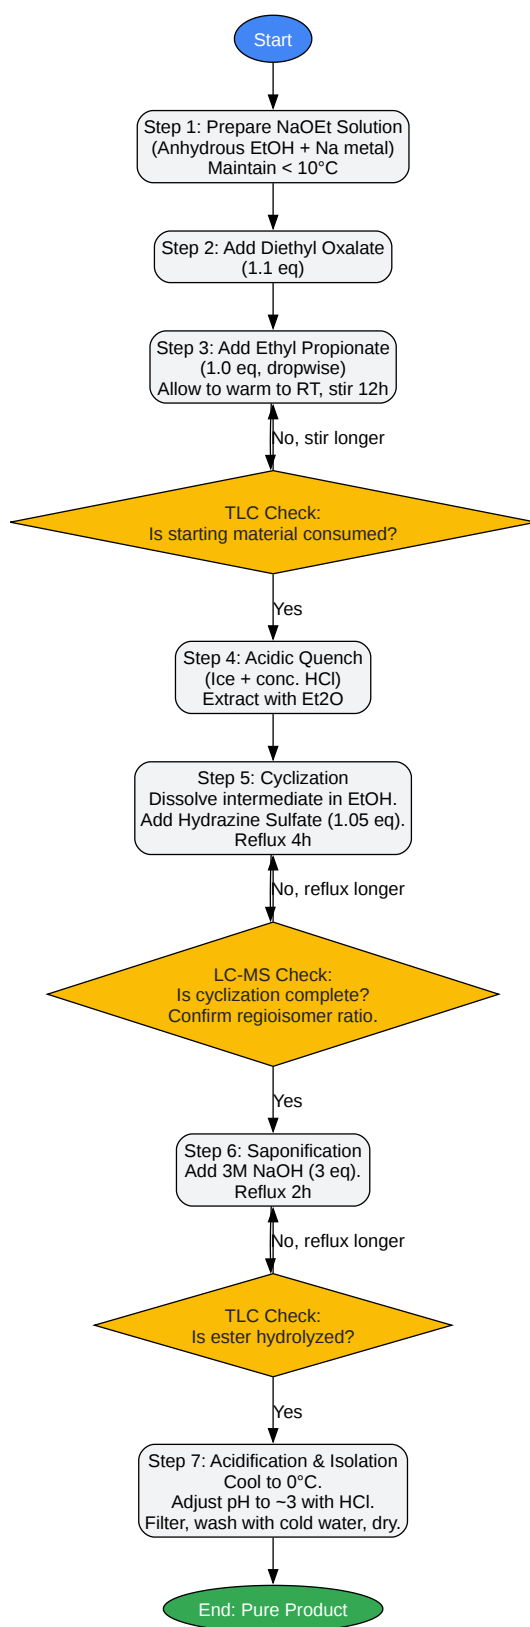 Start
Step 1: Prepare NaOEt Solution
(Anhydrous EtOH + Na metal)
Maintain < 10°C
Step 2: Add Diethyl Oxalate
(1.1 eq)
Step 3: Add Ethyl Propionate
(1.0 eq, dropwise)
Allow to warm to RT, stir 12h
No, stir longer
TLC Check:
Is starting material consumed?
Yes
Step 4: Acidic Quench
(Ice + conc. HCl)
Extract with Et2O
Step 5: Cyclization
Dissolve intermediate in EtOH.
Add Hydrazine Sulfate (1.05 eq).
Reflux 4h
No, reflux longer
LC-MS Check:
Is cyclization complete?
Confirm regioisomer ratio.
Yes
Step 6: Saponification
Add 3M NaOH (3 eq).
Reflux 2h
No, reflux longer
TLC Check:
Is ester hydrolyzed?
Yes
Step 7: Acidification & Isolation
Cool to 0°C.
Adjust pH to ~3 with HCl.
Filter, wash with cold water, dry.
End: Pure Product